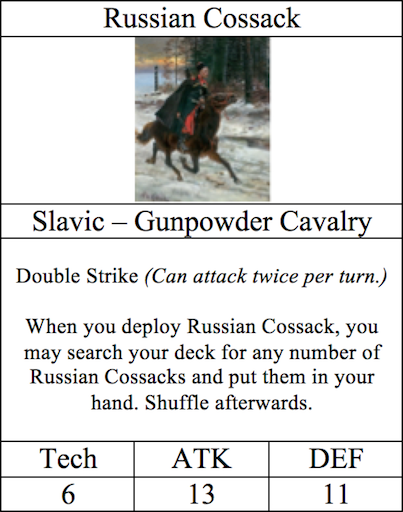 Russian Cossack
Slavic – Gunpowder Cavalry
Double Strike (Can attack twice per turn.)
When you deploy Russian Cossack, you
may search your deck for any number of
Russian Cossacks and put them in your
hand. Shuffle afterwards.
Tech ATK DEF
6 13 11